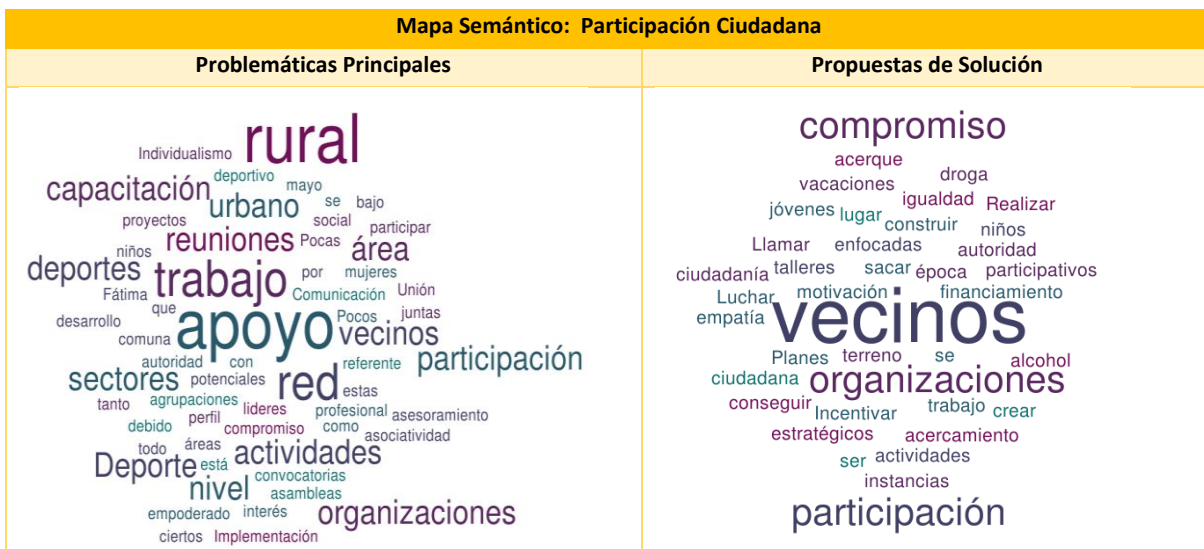 Mapa Semántico: Participación Ciudadana
Problemáticas Principales
rural
Individualismo
deportivo
capacitación
mayo
urbano
se
bajo
proyectos
social
participar
reuniones
Pocas
área
niños
deportes
trabajo
por
mujeres
Fátima
Comunicación
Unión
que
apoyo
Pocos
juntas
desarrollo
vecinos
comuna
autoridad
con
referente
participación
sectores
potenciales
red
estas
tanto
agrupaciones
lideres
profesional
asesoramiento
debido
perfil
compromiso
como
asociatividad
todo
áreas
actividades
Deporte
está
convocatorias
nivel
asambleas
empoderado
interés
organizaciones
ciertos
Implementación
Propuestas de Solución
compromiso
acerque
droga
vacaciones
igualdad
Realizar
jóvenes
lugar
construir
niños
Llamar
enfocadas
autoridad
ciudadanía
talleres
sacar
época
participativos
Luchar
motivación
financiamiento
empatía
vecinos
Planes
terreno
se
alcohol
ciudadana
organizaciones
conseguir
Incentivar
trabajo
crear
estratégicos
acercamiento
ser
actividades
instancias
participación